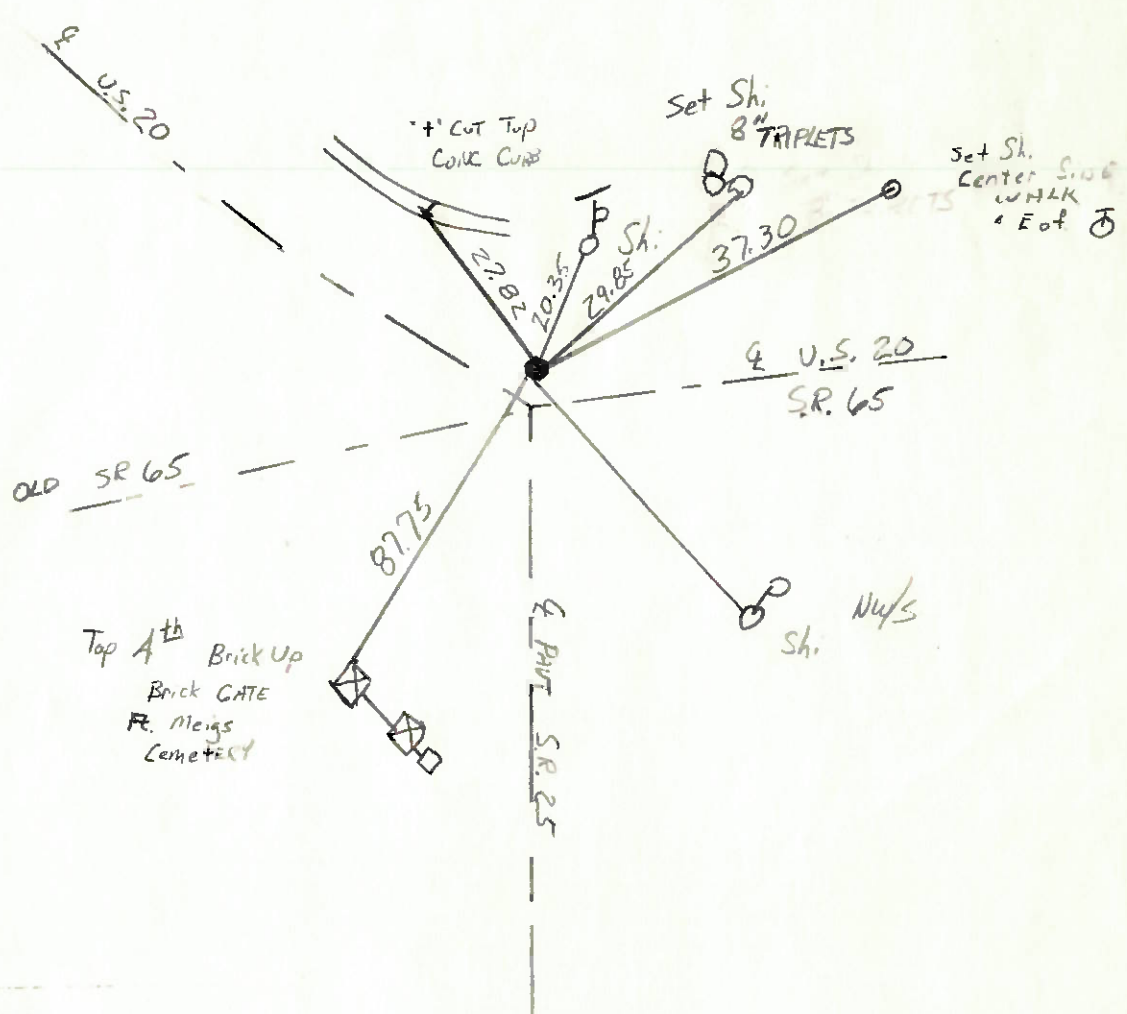 ℄
U.S. 20
'+' CUT TOP
CONC CURB
Set Sh.
8" TRIPLETS
Set Sh.
Center SIDE
WALK
E of
27.82
20.35
Sh.
29.85
37.30
℄ U.S. 20
S.R. 65
OLD SR 65
87.75
Top 4th Brick Up
Brick GATE
Ft. Meigs
CemeTERY
℄ PAVT S.R. 25
Sh.
NW/S